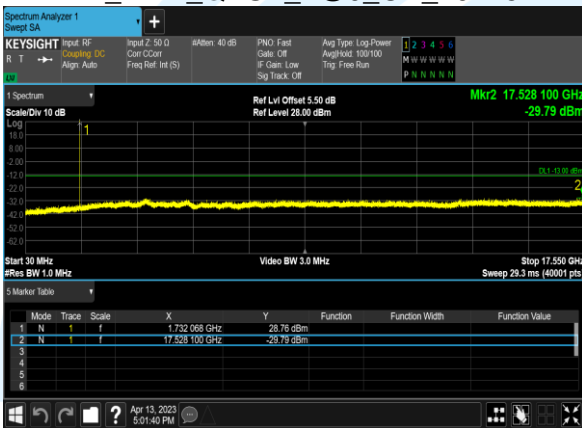 Spectrum Analyzer 1
Swept SA
KEYSIGHT
R T
LW
Input: RF
Coupling: DC
Align: Auto
Input Z: 50 Ω
Corr CCorr
Freq Ref: Int (S)
#Atten: 40 dB
PNO: Fast
Gate: Off
IF Gain: Low
Sig Track: Off
Avg Type: Log-Power
Avg|Hold: 100/100
Trig: Free Run
1 2 3 4 5 6
M W W W W W
P N N N N N
1 Spectrum
Scale/Div 10 dB
Ref Lvl Offset 5.50 dB
Ref Level 28.00 dBm
Mkr2 17.528 100 GHz
-29.79 dBm
Log
18.0
8.00
-2.00
-12.0
-22.0
-32.0
-42.0
-52.0
-62.0
1
DL1 -13.00 dBm
2
Start 30 MHz
#Res BW 1.0 MHz
Video BW 3.0 MHz
Stop 17.550 GHz
Sweep 29.3 ms (40001 pts
5 Marker Table
Mode Trace Scale X Y Function Function Width Function Value
1 N 1 f 1.732 068 GHz 28.76 dBm
2 N 1 f 17.528 100 GHz -29.79 dBm
3
4
5
6
Apr 13, 2023
5:01:40 PM